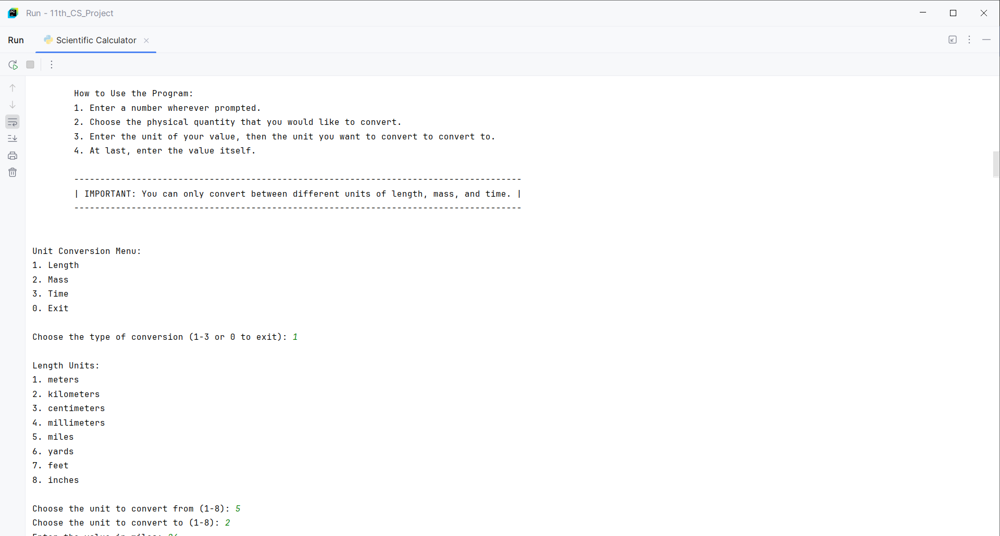 Run - 11th_CS_Project
Run Scientific Calculator
How to Use the Program:
1. Enter a number wherever prompted.
2. Choose the physical quantity that you would like to convert.
3. Enter the unit of your value, then the unit you want to convert to convert to.
4. At last, enter the value itself.
--------------------------------------------------------------------------------------
| IMPORTANT: You can only convert between different units of length, mass, and time. |
--------------------------------------------------------------------------------------
Unit Conversion Menu:
1. Length
2. Mass
3. Time
0. Exit
Choose the type of conversion (1-3 or 0 to exit): 1
Length Units:
1. meters
2. kilometers
3. centimeters
4. millimeters
5. miles
6. yards
7. feet
8. inches
Choose the unit to convert from (1-8): 5
Choose the unit to convert to (1-8): 2
Enter the value in miles: